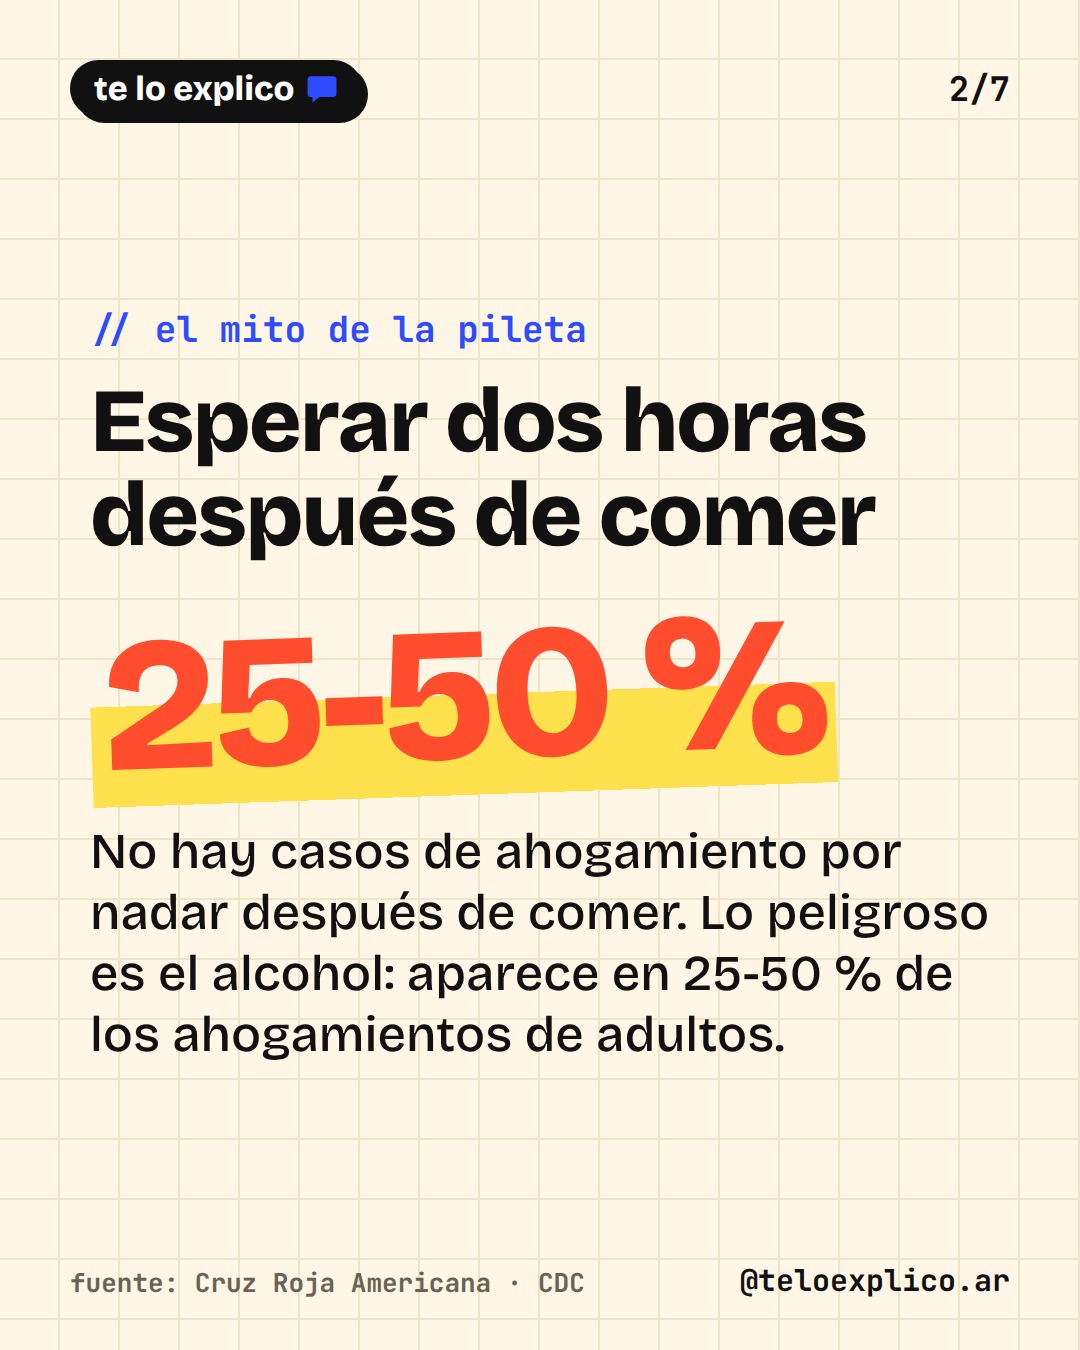 te lo explico
2/7
// el mito de la pileta
Esperar dos horas
después de comer
25-50 %
No hay casos de ahogamiento por
nadar después de comer. Lo peligroso
es el alcohol: aparece en 25-50 % de
los ahogamientos de adultos.
fuente: Cruz Roja Americana · CDC
@teloexplico.ar